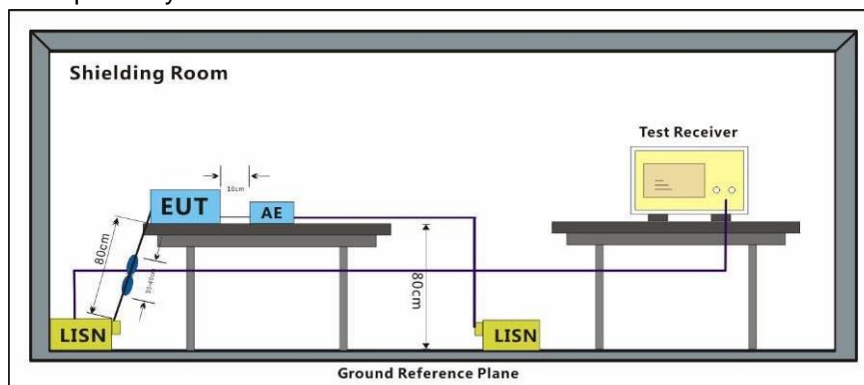 Shielding Room
Test Receiver
10cm
EUT
AE
80cm
80cm
LISN
LISN
Ground Reference Plane